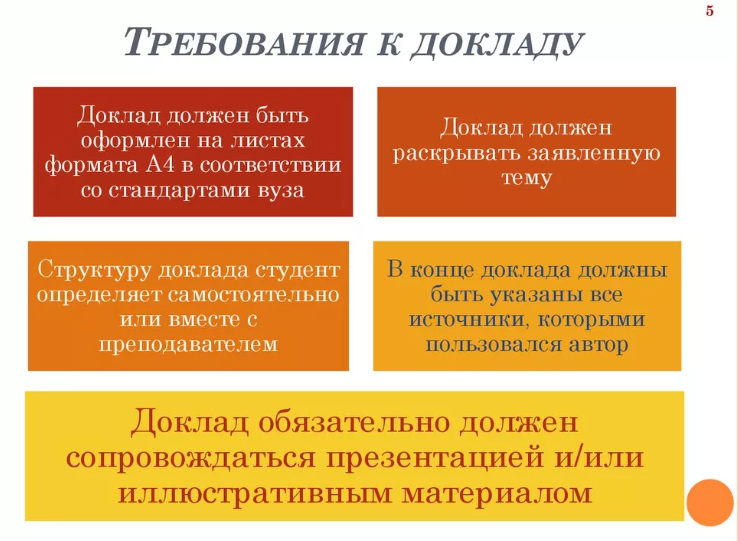 5
Требования к докладу
Доклад должен быть
оформлен на листах
формата А4 в соответствии
со стандартами вуза
Доклад должен
раскрывать заявленную
тему
Структуру доклада студент
определяет самостоятельно
или вместе с
преподавателем
В конце доклада должны
быть указаны все
источники, которыми
пользовался автор
Доклад обязательно должен
сопровождаться презентацией и/или
иллюстративным материалом